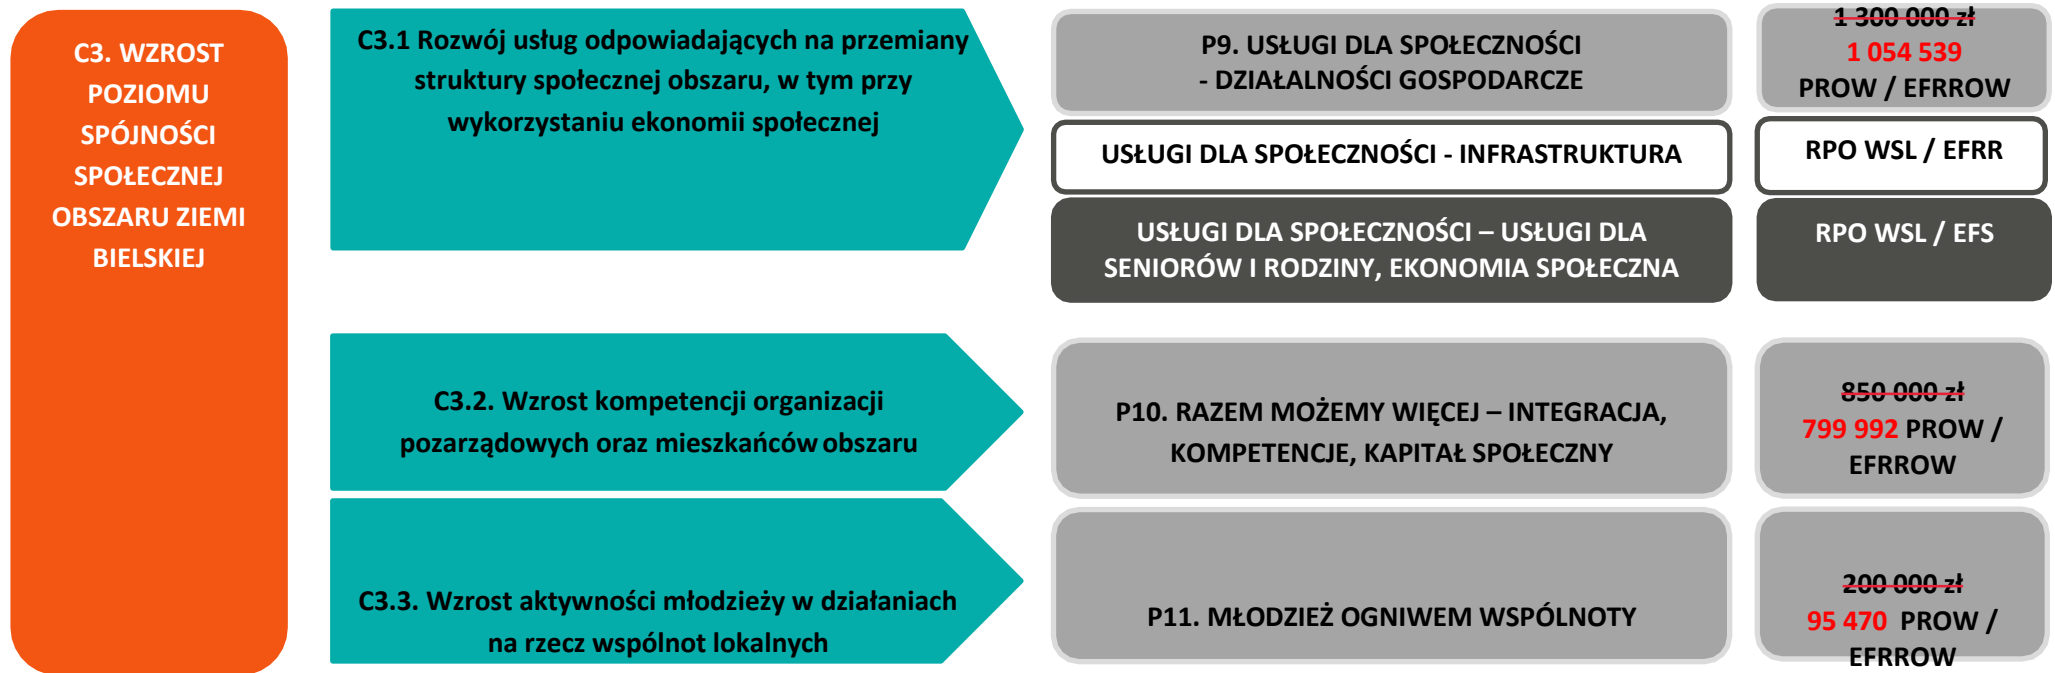 C3. WZROST
POZIOMU
SPÓJNOŚCI
SPOŁECZNEJ
OBSZARU ZIEMI
BIELSKIEJ
C3.1 Rozwój usług odpowiadających na przemiany
struktury społecznej obszaru, w tym przy
wykorzystaniu ekonomii społecznej
P9. USŁUGI DLA SPOŁECZNOŚCI
- DZIAŁALNOŚCI GOSPODARCZE
1 300 000 zł
1 054 539
PROW / EFRROW
USŁUGI DLA SPOŁECZNOŚCI - INFRASTRUKTURA
RPO WSL / EFRR
USŁUGI DLA SPOŁECZNOŚCI – USŁUGI DLA
SENIORÓW I RODZINY, EKONOMIA SPOŁECZNA
RPO WSL / EFS
C3.2. Wzrost kompetencji organizacji
pozarządowych oraz mieszkańców obszaru
P10. RAZEM MOŻEMY WIĘCEJ – INTEGRACJA,
KOMPETENCJE, KAPITAŁ SPOŁECZNY
850 000 zł
799 992 PROW /
EFRROW
C3.3. Wzrost aktywności młodzieży w działaniach
na rzecz wspólnot lokalnych
P11. MŁODZIEŻ OGNIWEM WSPÓLNOTY
200 000 zł
95 470 PROW /
EFRROW